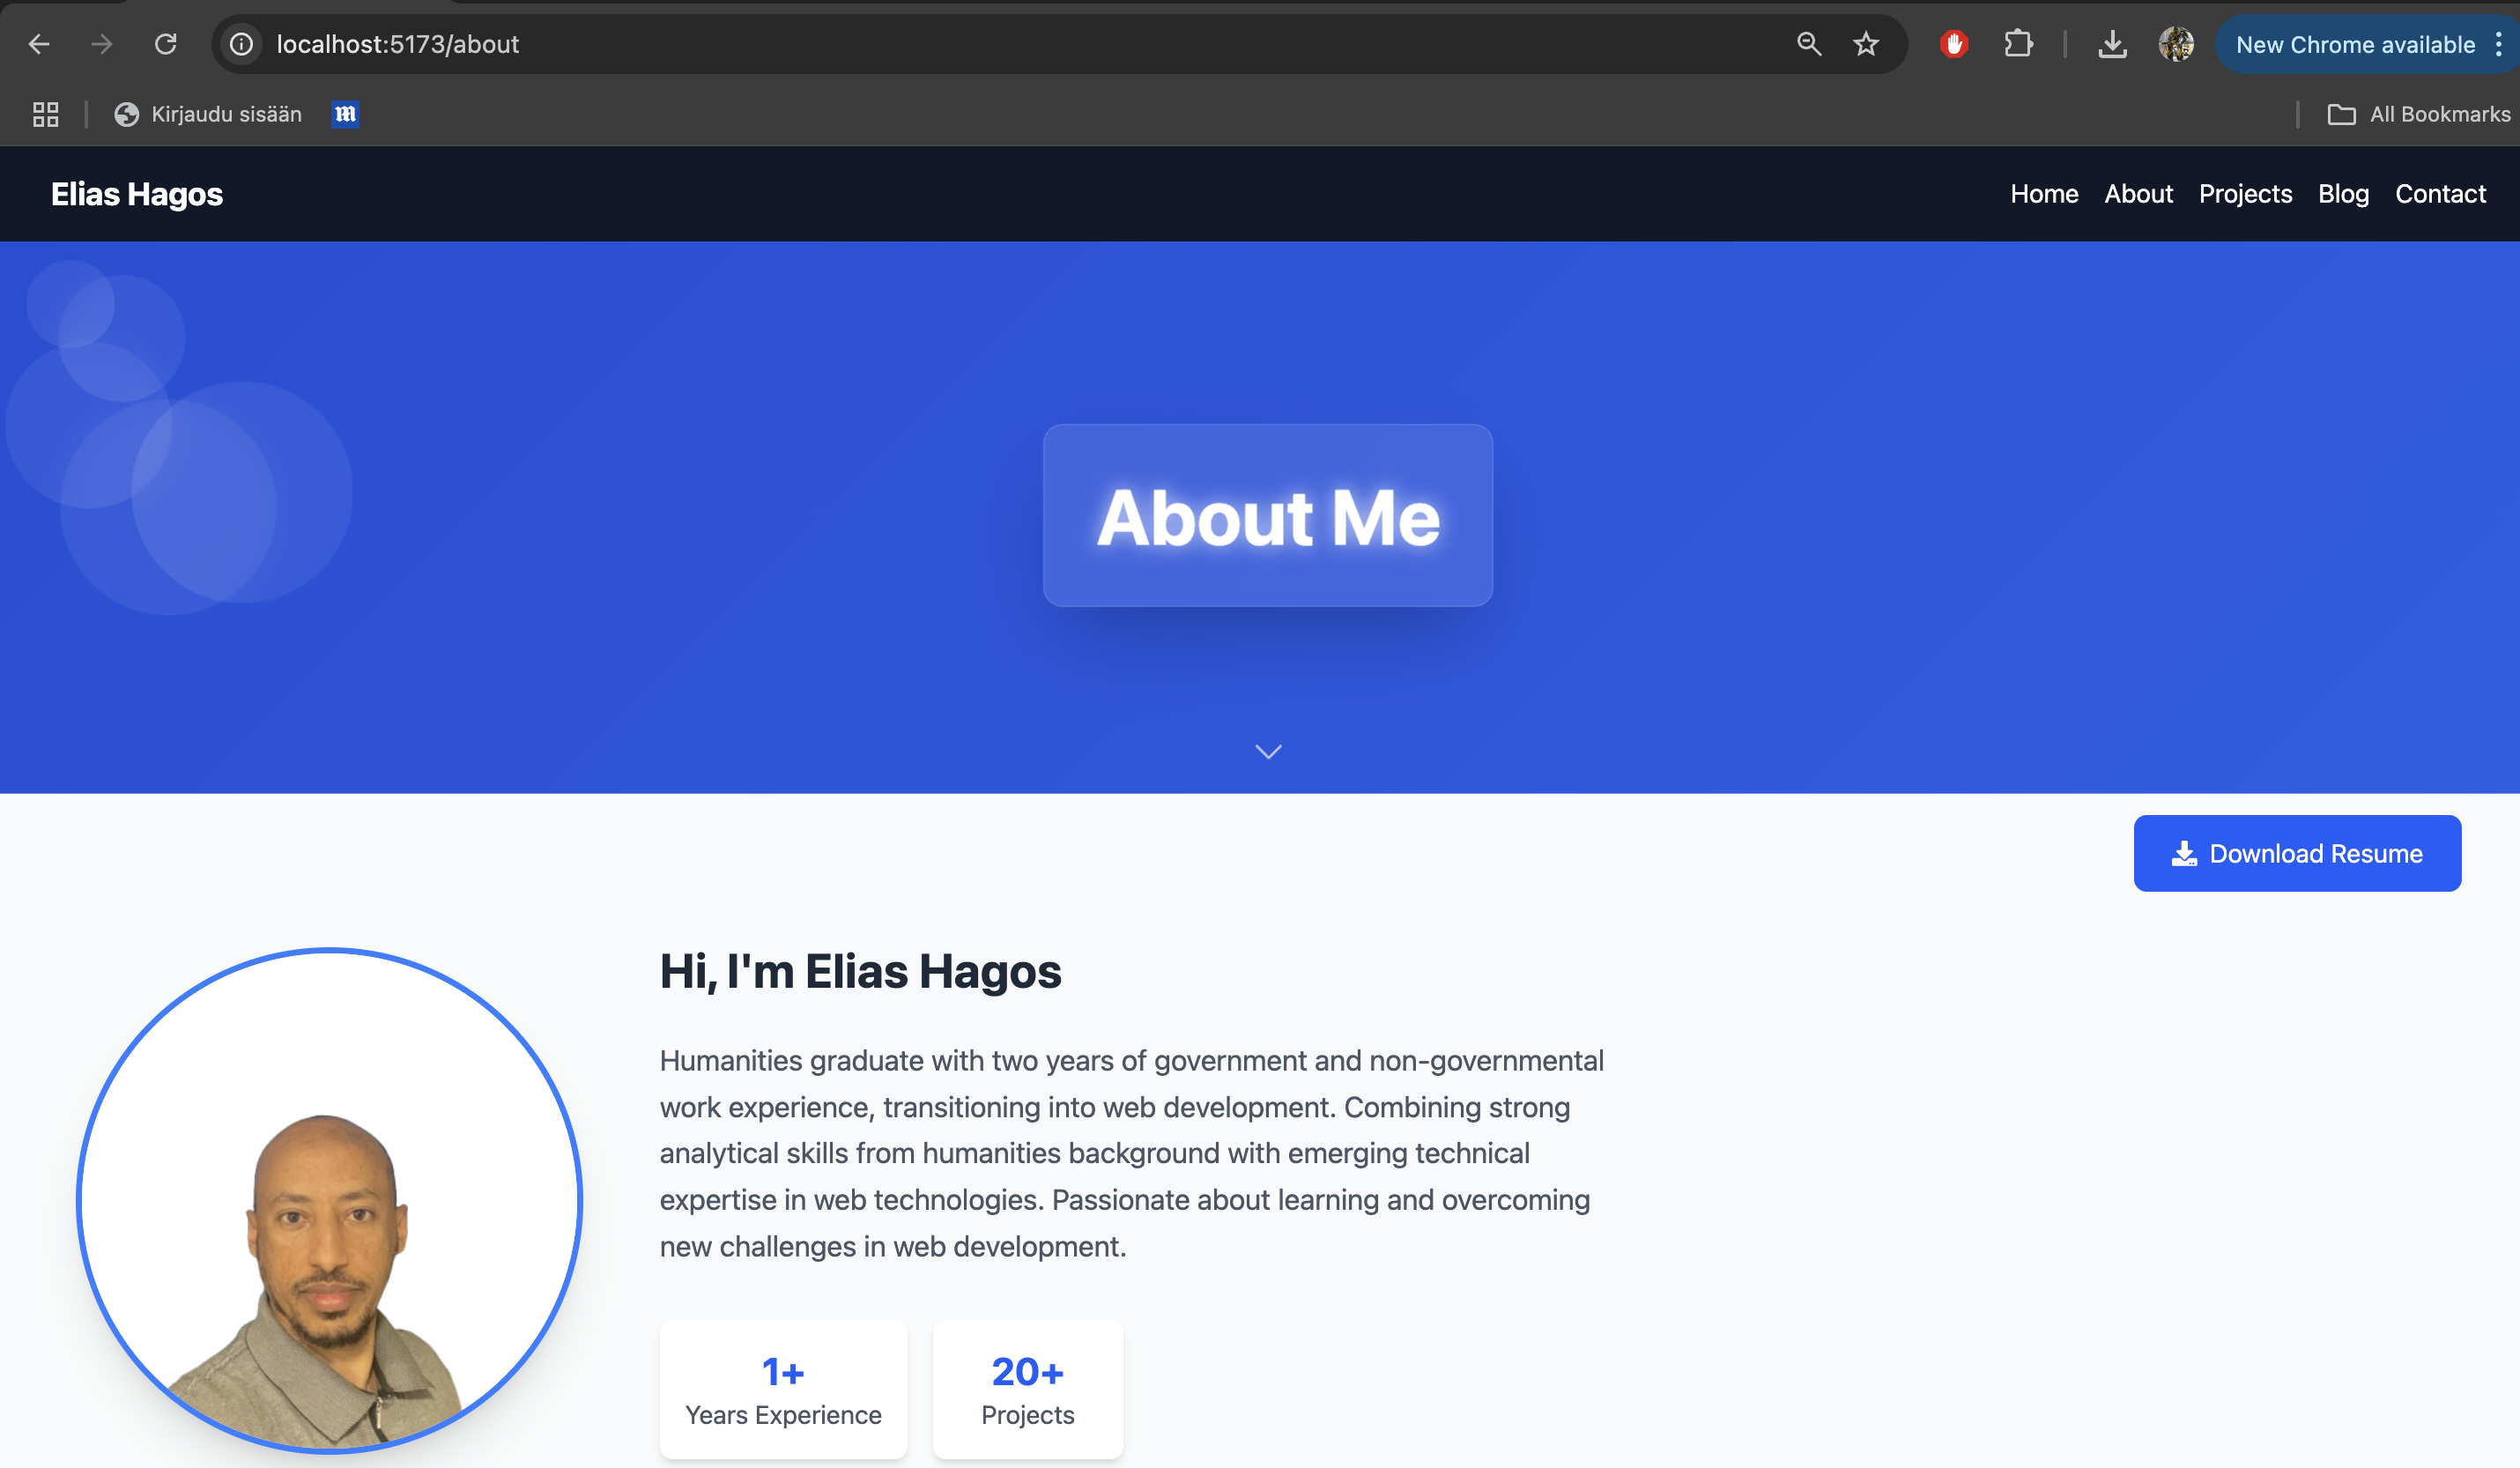 localhost:5173/about
New Chrome available
Kirjaudu sisään
m
All Bookmarks
Elias Hagos
Home About Projects Blog Contact
About Me
Download Resume
Hi, I'm Elias Hagos
Humanities graduate with two years of government and non-governmental
work experience, transitioning into web development. Combining strong
analytical skills from humanities background with emerging technical
expertise in web technologies. Passionate about learning and overcoming
new challenges in web development.
1+
Years Experience
20+
Projects